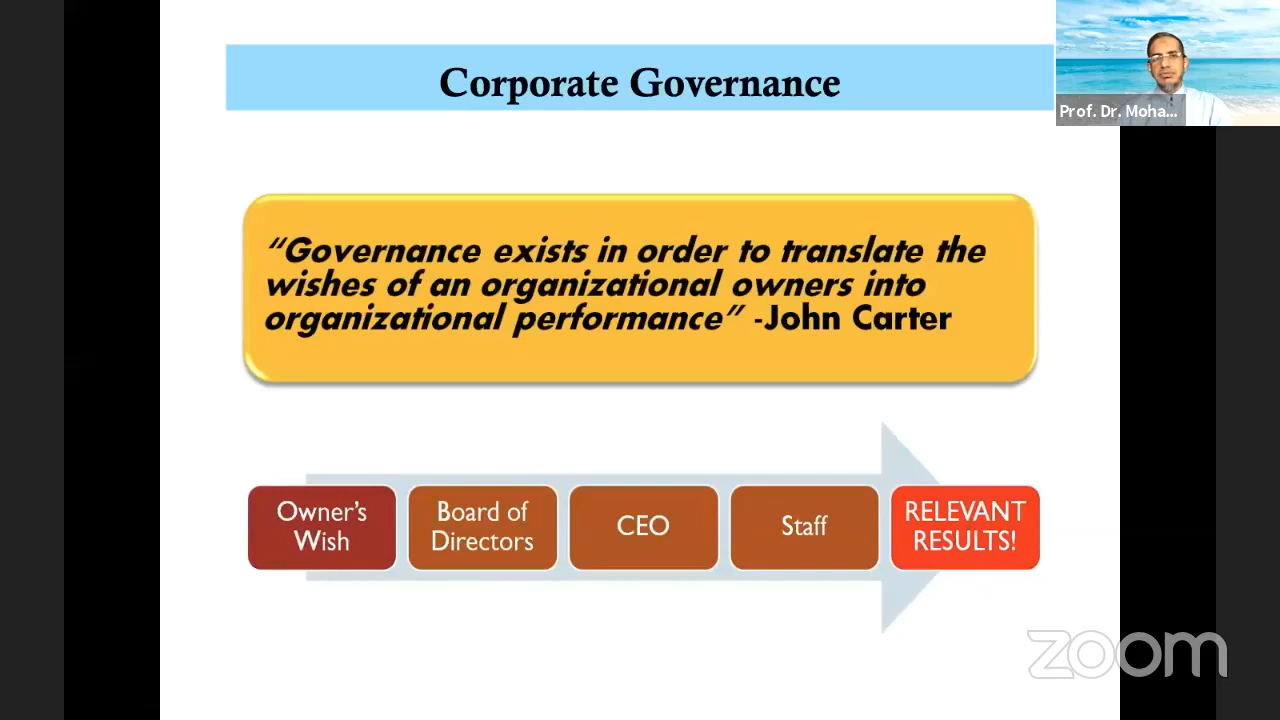 Corporate Governance
Prof. Dr. Moha...
“Governance exists in order to translate the
wishes of an organizational owners into
organizational performance” -John Carter
Owner’s
Wish
Board of
Directors
CEO
Staff
RELEVANT
RESULTS!
zoom